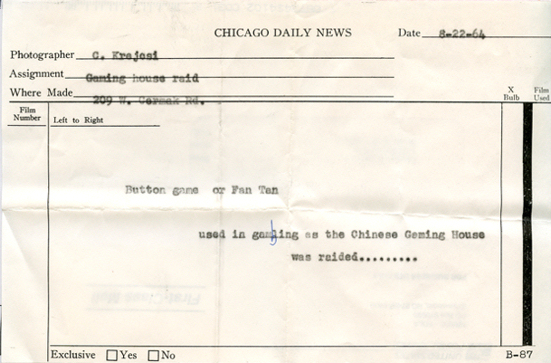 CHICAGO DAILY NEWS
Date 8-22-64
Photographer C. Krajosi
Assignment Gaming house raid
Where Made 209 W. Cermak Rd.
X Bulb
Film Used
Film Number
Left to Right
Button game or Fan Tan
used in gambling as the Chinese Geming House
was raided.........
Exclusive Yes No
B-87